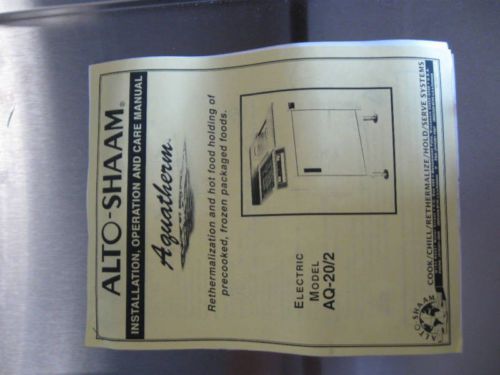 ALTO-SHAAM®
INSTALLATION, OPERATION AND CARE MANUAL
Aquatherm®
Rethermalization and hot food holding of
precooked, frozen packaged foods.
ELECTRIC
MODEL
AQ-20/2
ALTO-SHAAM
COOK/CHILL/RETHERMALIZE/HOLD/SERVE SYSTEMS